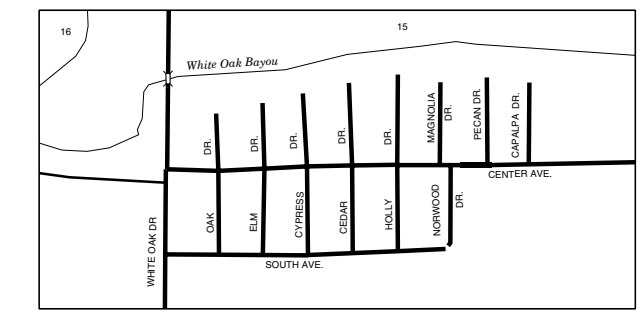 16
15
White Oak Bayou
DR.
DR.
DR.
DR.
DR.
MAGNOLIA
DR.
PECAN DR.
CAPALPA DR.
CENTER AVE.
OAK
ELM
CYPRESS
CEDAR
HOLLY
NORWOOD
DR.
WHITE OAK DR
SOUTH AVE.